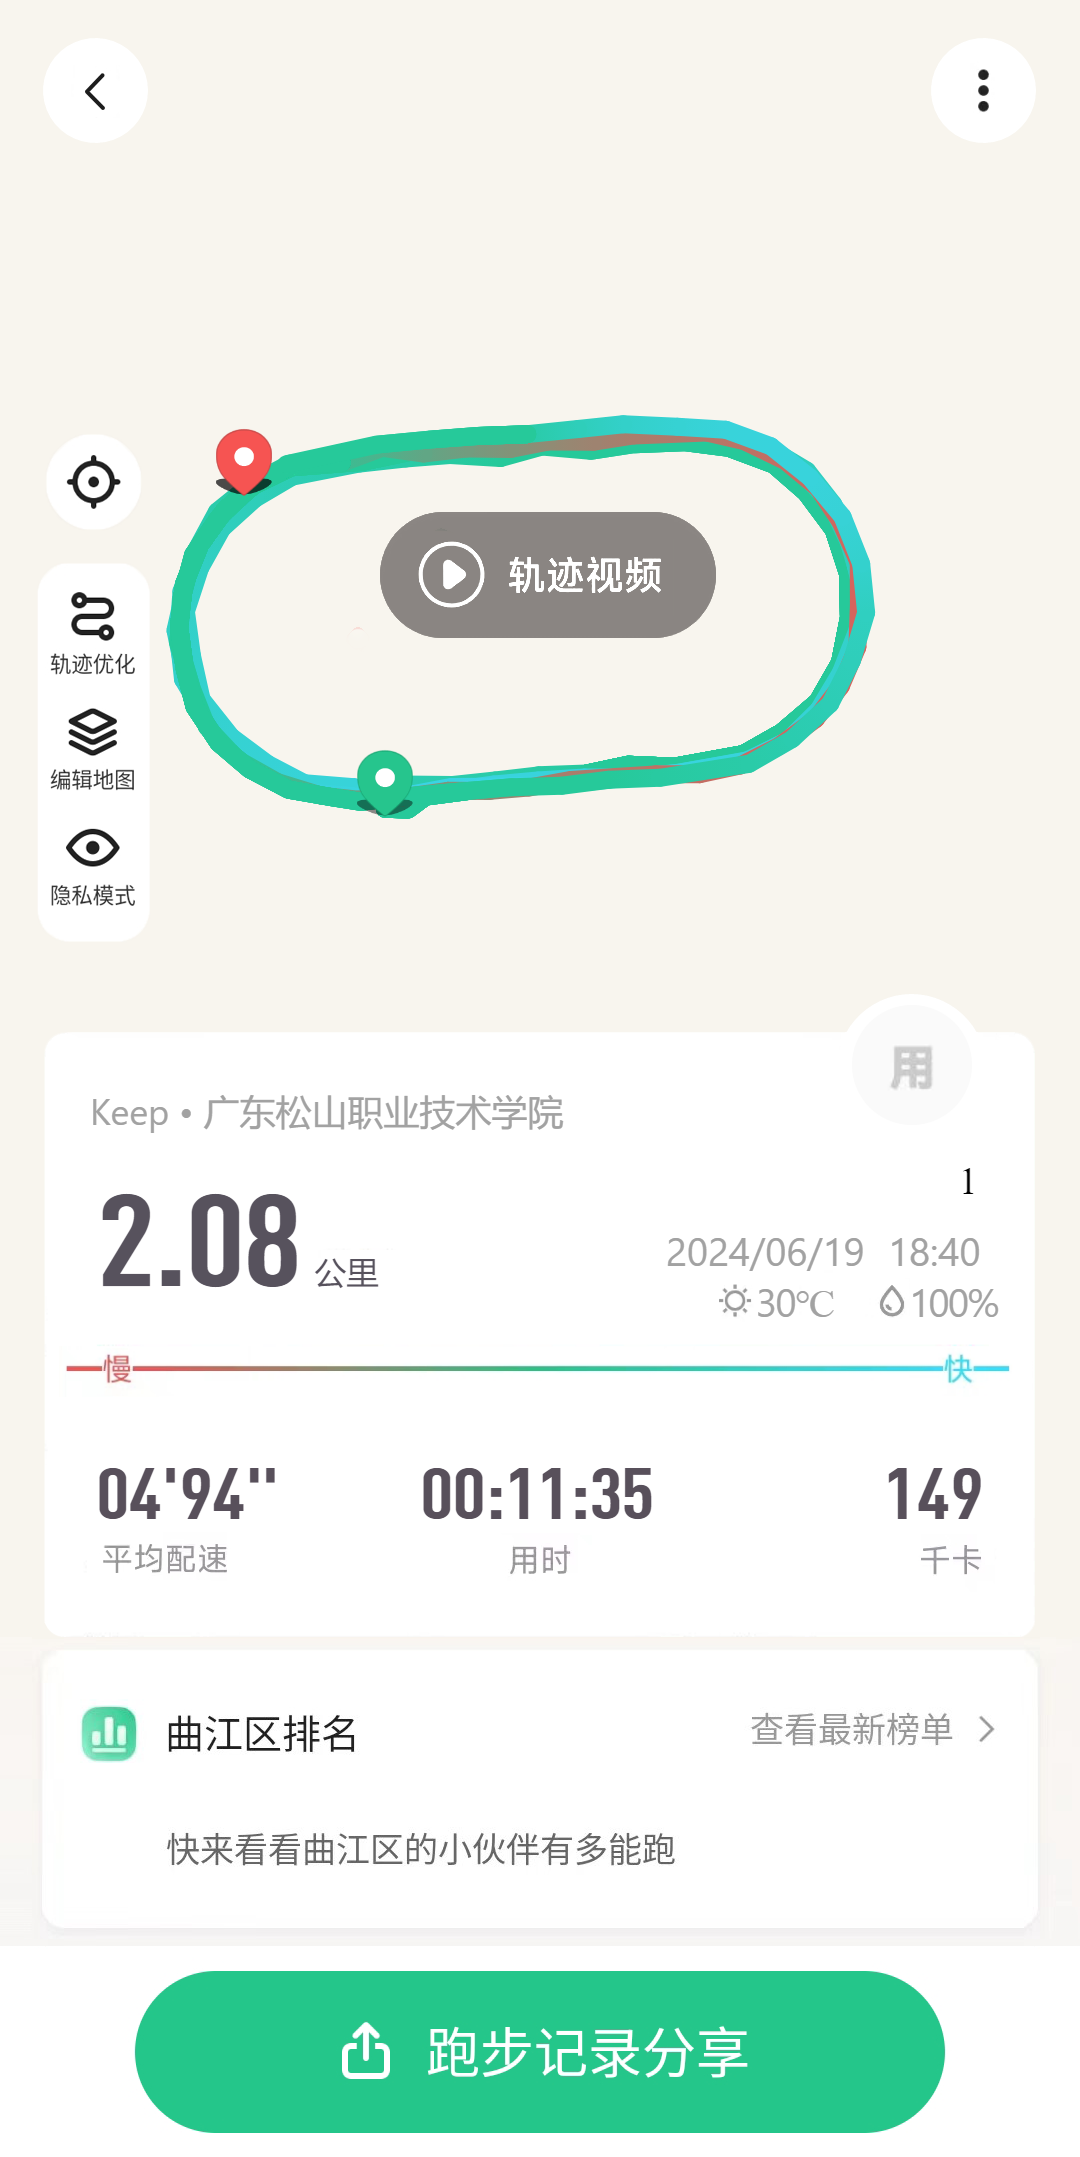 轨迹视频
轨迹优化
编辑地图
隐私模式
用
Keep • 广东松山职业技术学院
1
2.08 公里
2024/06/19 18:40
30℃ 100%
慢 快
04'94'' 00:11:35 149
平均配速 用时 千卡
曲江区排名 查看最新榜单
快来看看曲江区的小伙伴有多能跑
跑步记录分享